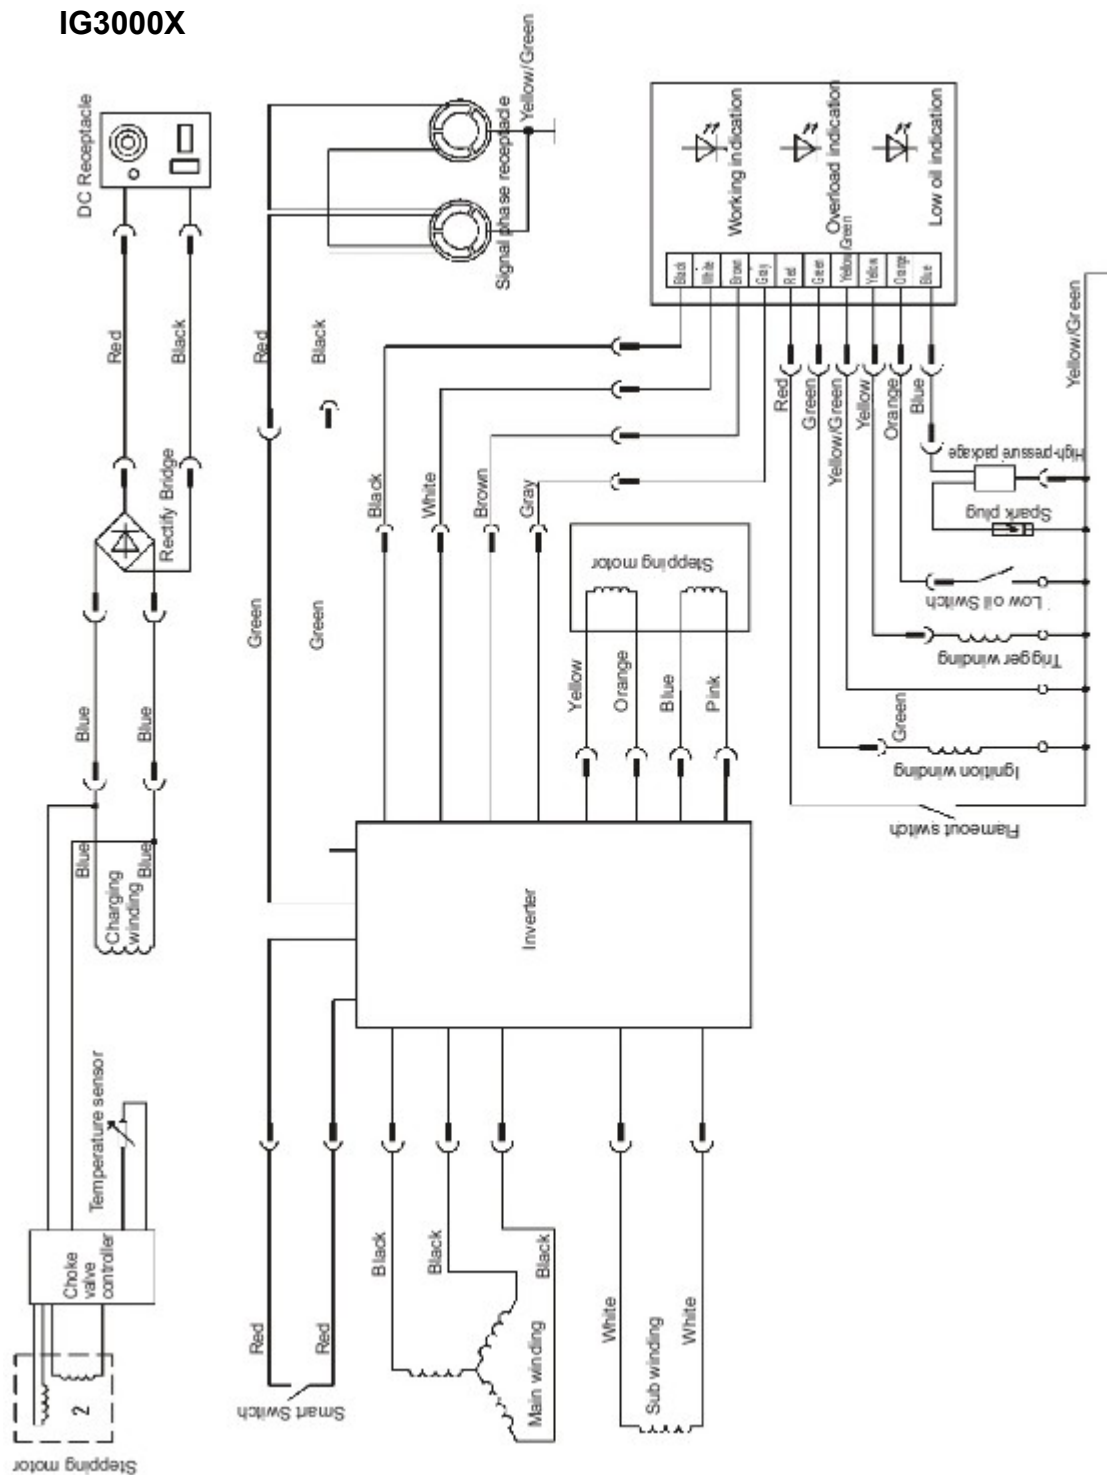 IG3000X
DC Receptacle
Red
Black
Rectify Bridge
Blue
Blue
Blue
Blue
Charging
winding
Temperature sensor
Choke
valve
controller
2
Stepping motor
Signal phase receptacle
Yellow/Green
Red
Black
Green
Green
Red
Red
Smart Switch
Working indication
Overload indication
Low oil indication
Black
White
Brown
Gray
Red
Green
Yellow/Green
Yellow
Orange
Blue
Black
White
Brown
Gray
Red
Green
Yellow/Green
Yellow
Orange
Blue
Yellow/Green
High-pressure package
Spark plug
Low oil Switch
Trigger winding
Green
Ignition winding
Flameout switch
Stepping motor
Yellow
Orange
Blue
Pink
Inverter
Black
Black
Black
Main winding
White
White
Sub winding